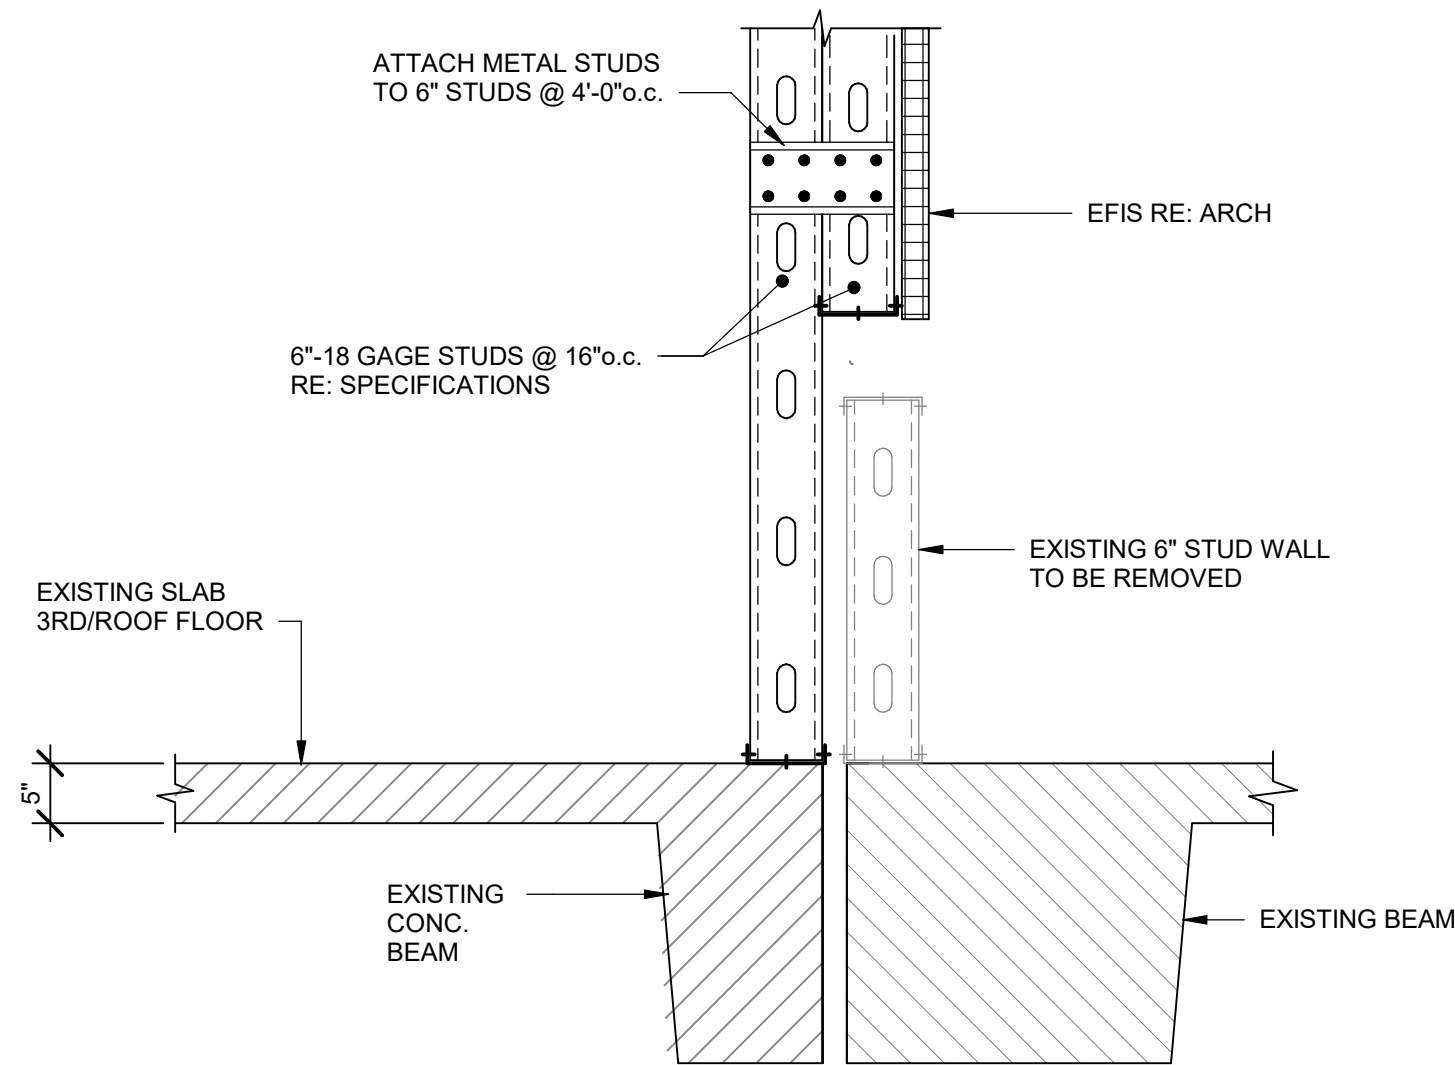 ATTACH METAL STUDS
TO 6" STUDS @ 4'-0"o.c.
EFIS RE: ARCH
6"-18 GAGE STUDS @ 16"o.c.
RE: SPECIFICATIONS
EXISTING 6" STUD WALL
TO BE REMOVED
EXISTING SLAB
3RD/ROOF FLOOR
5"
EXISTING
CONC.
BEAM
EXISTING BEAM